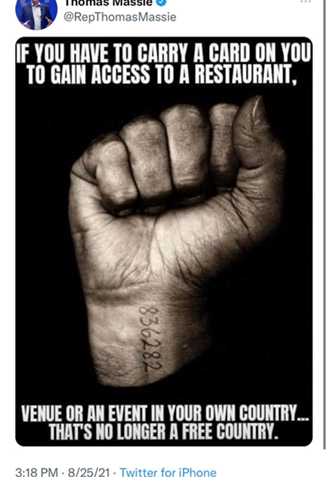 Thomas Massie
@RepThomasMassie
IF YOU HAVE TO CARRY A CARD ON YOU
TO GAIN ACCESS TO A RESTAURANT,
836282
VENUE OR AN EVENT IN YOUR OWN COUNTRY...
THAT'S NO LONGER A FREE COUNTRY.
3:18 PM · 8/25/21 · Twitter for iPhone